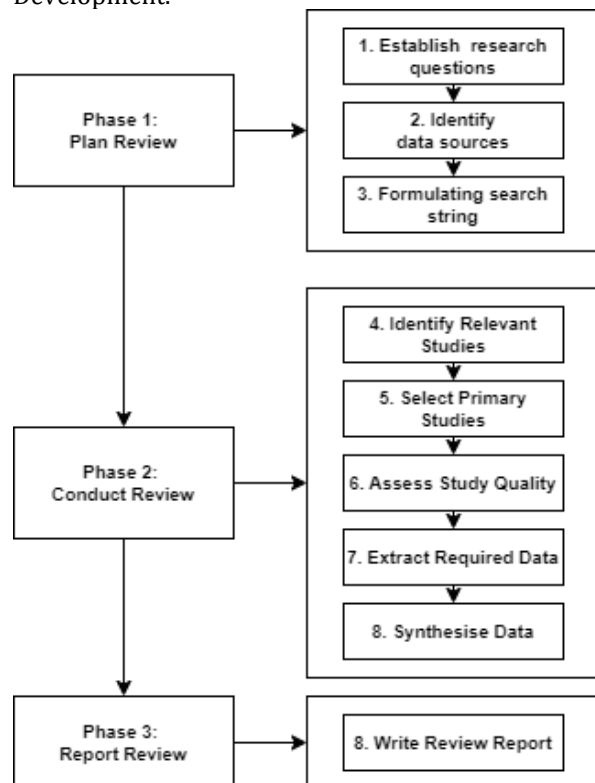 Development.
Phase 1:
Plan Review
1. Establish research
questions
2. Identify
data sources
3. Formulating search
string
Phase 2:
Conduct Review
4. Identify Relevant
Studies
5. Select Primary
Studies
6. Assess Study Quality
7. Extract Required Data
8. Synthesise Data
Phase 3:
Report Review
8. Write Review Report